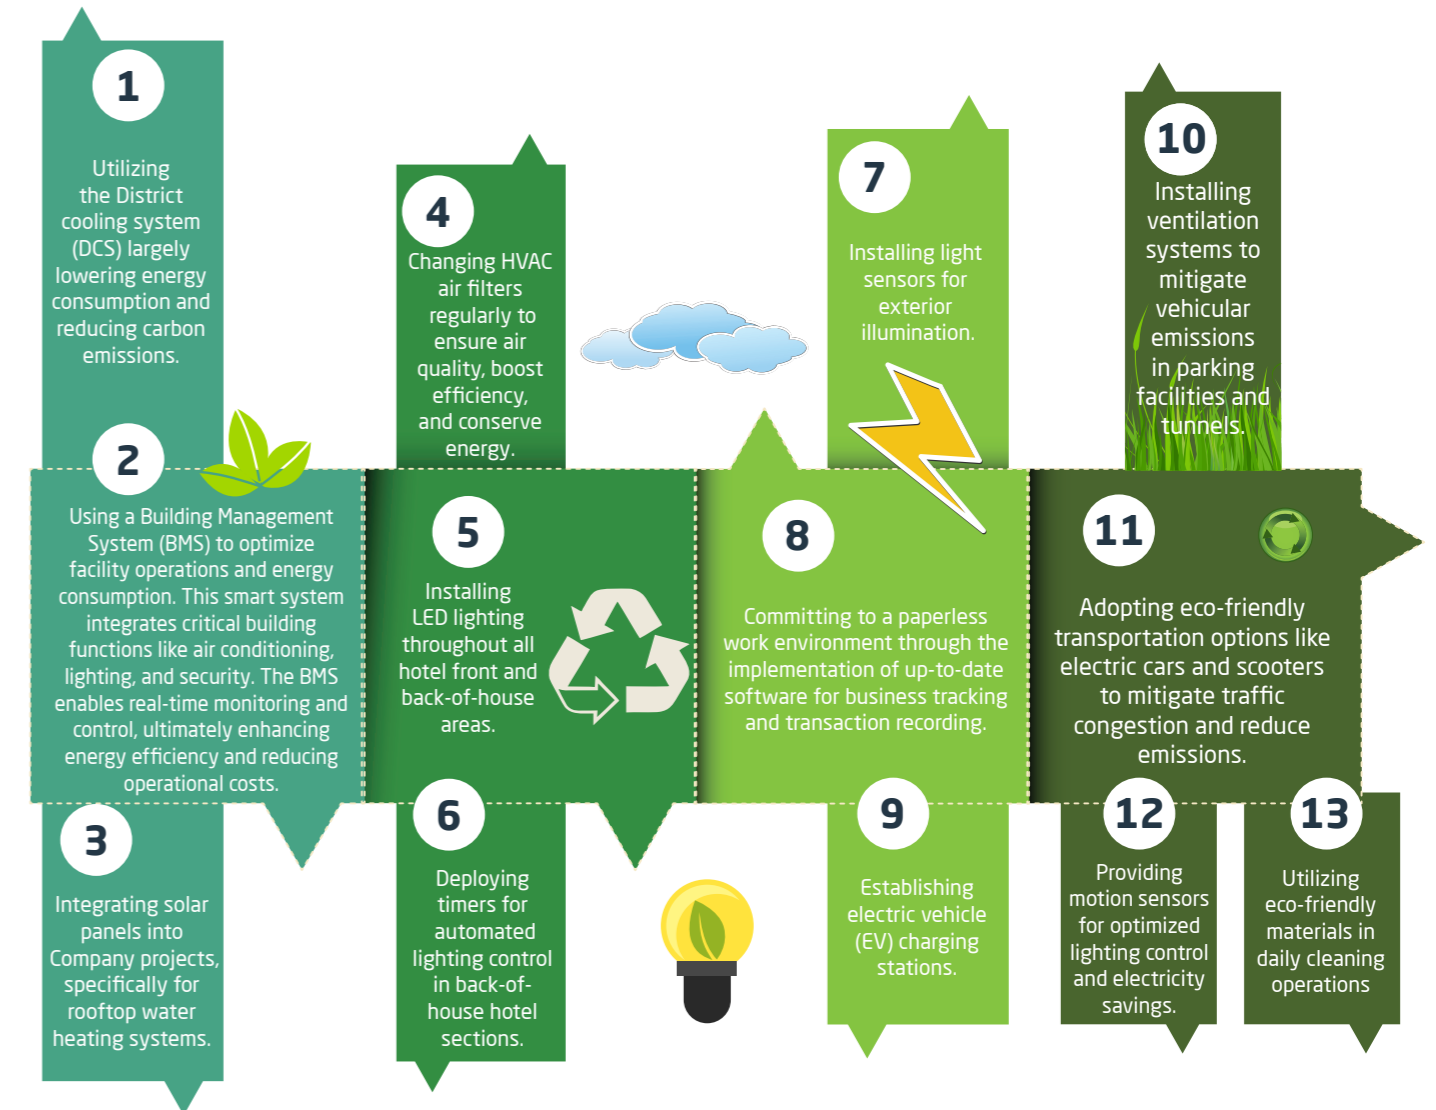 1
Utilizing
the District
cooling system
(DCS) largely
lowering energy
consumption and
reducing carbon
emissions.
2
Using a Building Management
System (BMS) to optimize
facility operations and energy
consumption. This smart system
integrates critical building
functions like air conditioning,
lighting, and security. The BMS
enables real-time monitoring and
control, ultimately enhancing
energy efficiency and reducing
operational costs.
3
Integrating solar
panels into
Company projects,
specifically for
rooftop water
heating systems.
4
Changing HVAC
air filters
regularly to
ensure air
quality, boost
efficiency,
and conserve
energy.
5
Installing
LED lighting
throughout all
hotel front and
back-of-house
areas.
6
Deploying
timers for
automated
lighting control
in back-of-
house hotel
sections.
7
Installing light
sensors for
exterior
illumination.
8
Committing to a paperless
work environment through the
implementation of up-to-date
software for business tracking
and transaction recording.
9
Establishing
electric vehicle
(EV) charging
stations.
10
Installing
ventilation
systems to
mitigate
vehicular
emissions
in parking
facilities and
tunnels.
11
Adopting eco-friendly
transportation options like
electric cars and scooters
to mitigate traffic
congestion and reduce
emissions.
12
Providing
motion sensors
for optimized
lighting control
and electricity
savings.
13
Utilizing
eco-friendly
materials in
daily cleaning
operations